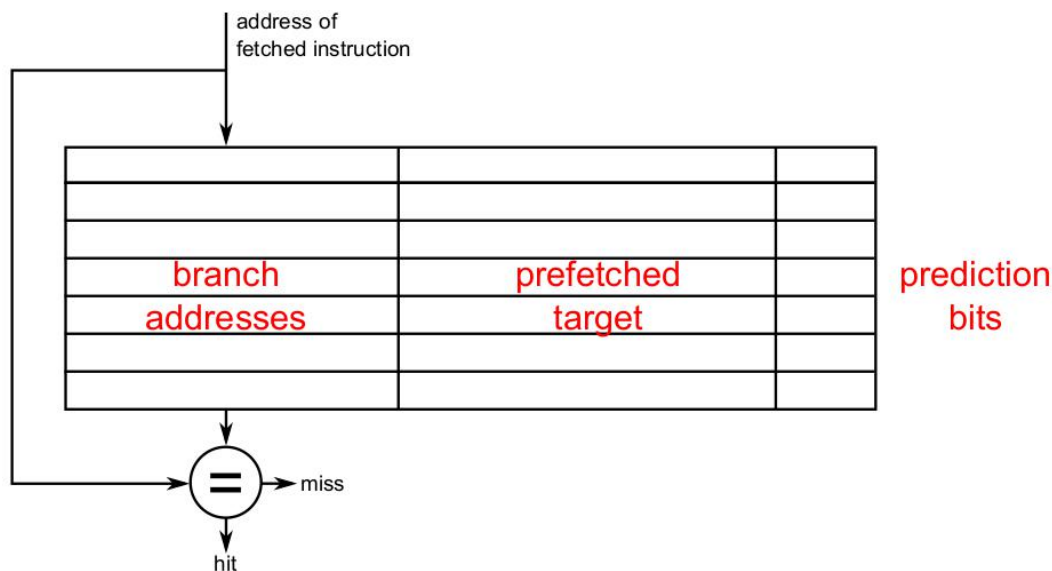 address of
fetched instruction
branch
addresses
prefetched
target
prediction
bits
=
miss
hit